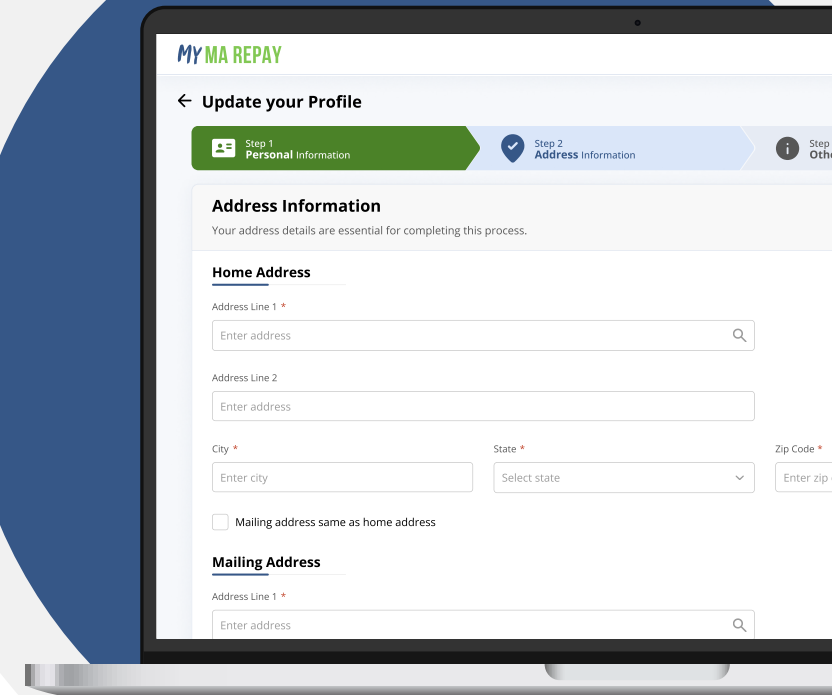 MY MA REPAY
Update your Profile
Step 1
Personal Information
Step 2
Address Information
Step
Address Information
Your address details are essential for completing this process.
Home Address
Address Line 1 *
Enter address
Address Line 2
Enter address
City *
State *
Zip Code *
Enter city
Select state
Enter zip
Mailing address same as home address
Mailing Address
Address Line 1 *
Enter address